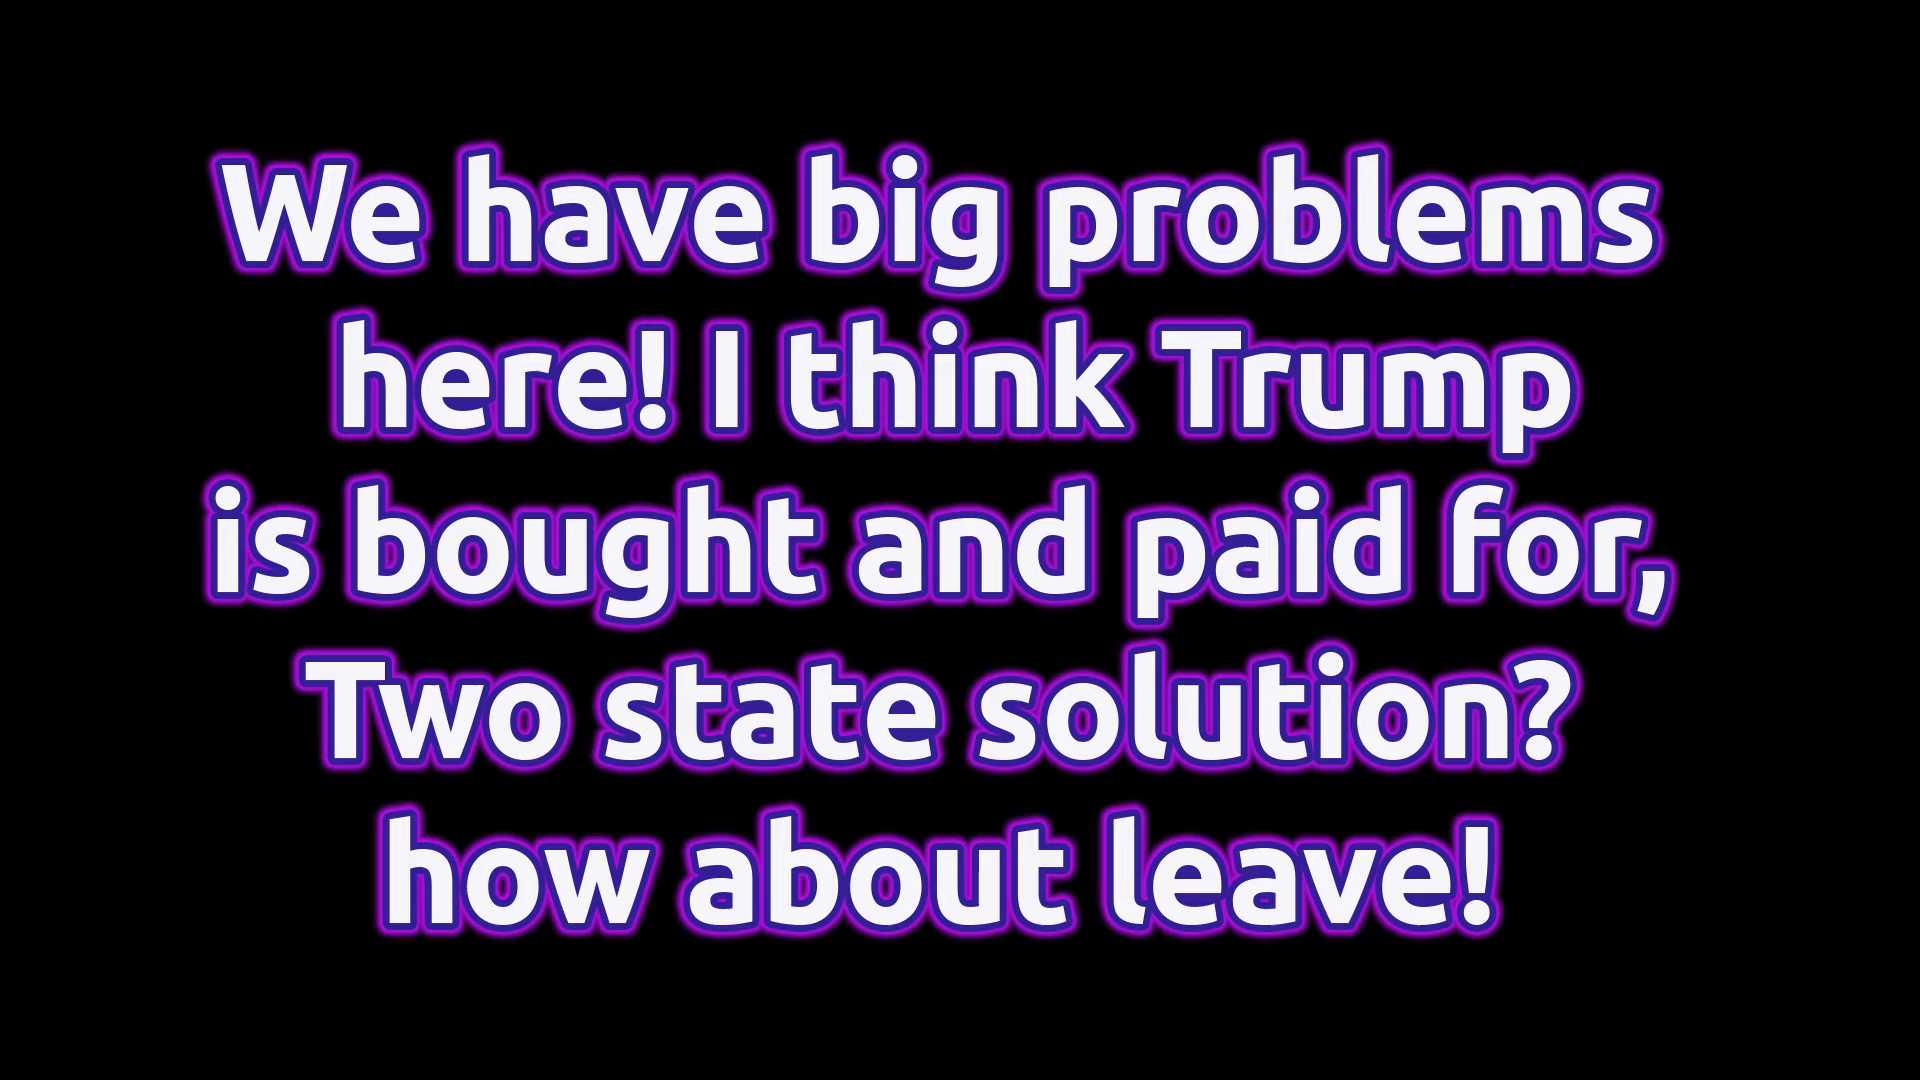 We have big problems
here! I think Trump
is bought and paid for,
Two state solution?
how about leave!